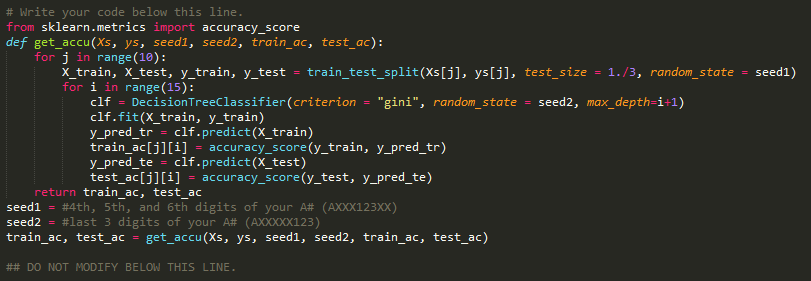 # Write your code below this line.
from sklearn.metrics import accuracy_score
def get_accu(Xs, ys, seed1, seed2, train_ac, test_ac):
    for j in range(10):
        X_train, X_test, y_train, y_test = train_test_split(Xs[j], ys[j], test_size = 1./3, random_state = seed1)
        for i in range(15):
            clf = DecisionTreeClassifier(criterion = "gini", random_state = seed2, max_depth=i+1)
            clf.fit(X_train, y_train)
            y_pred_tr = clf.predict(X_train)
            train_ac[j][i] = accuracy_score(y_train, y_pred_tr)
            y_pred_te = clf.predict(X_test)
            test_ac[j][i] = accuracy_score(y_test, y_pred_te)
    return train_ac, test_ac
seed1 = #4th, 5th, and 6th digits of your A# (AXXX123XX)
seed2 = #last 3 digits of your A# (AXXXXX123)
train_ac, test_ac = get_accu(Xs, ys, seed1, seed2, train_ac, test_ac)
## DO NOT MODIFY BELOW THIS LINE.